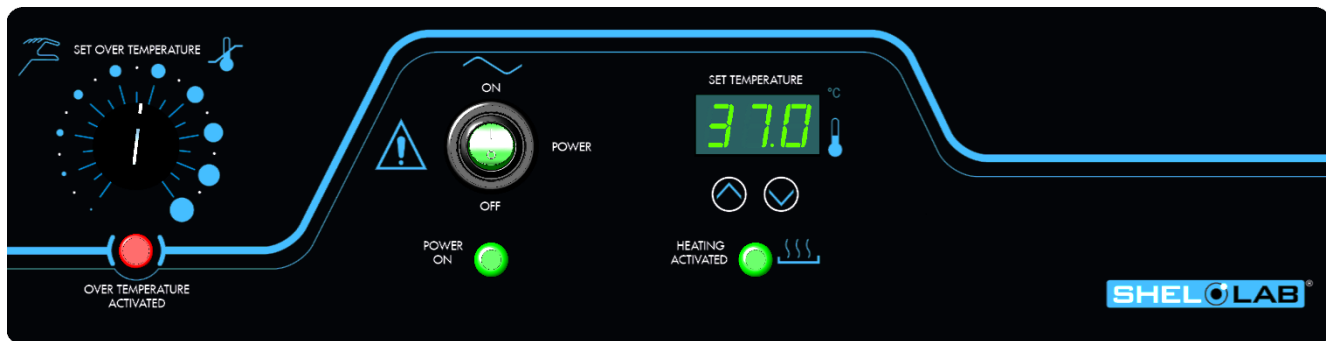 SET OVER TEMPERATURE
OVER TEMPERATURE
ACTIVATED
ON
POWER
OFF
POWER
ON
SET TEMPERATURE
°C
37.0
HEATING
ACTIVATED
SHEL LAB®